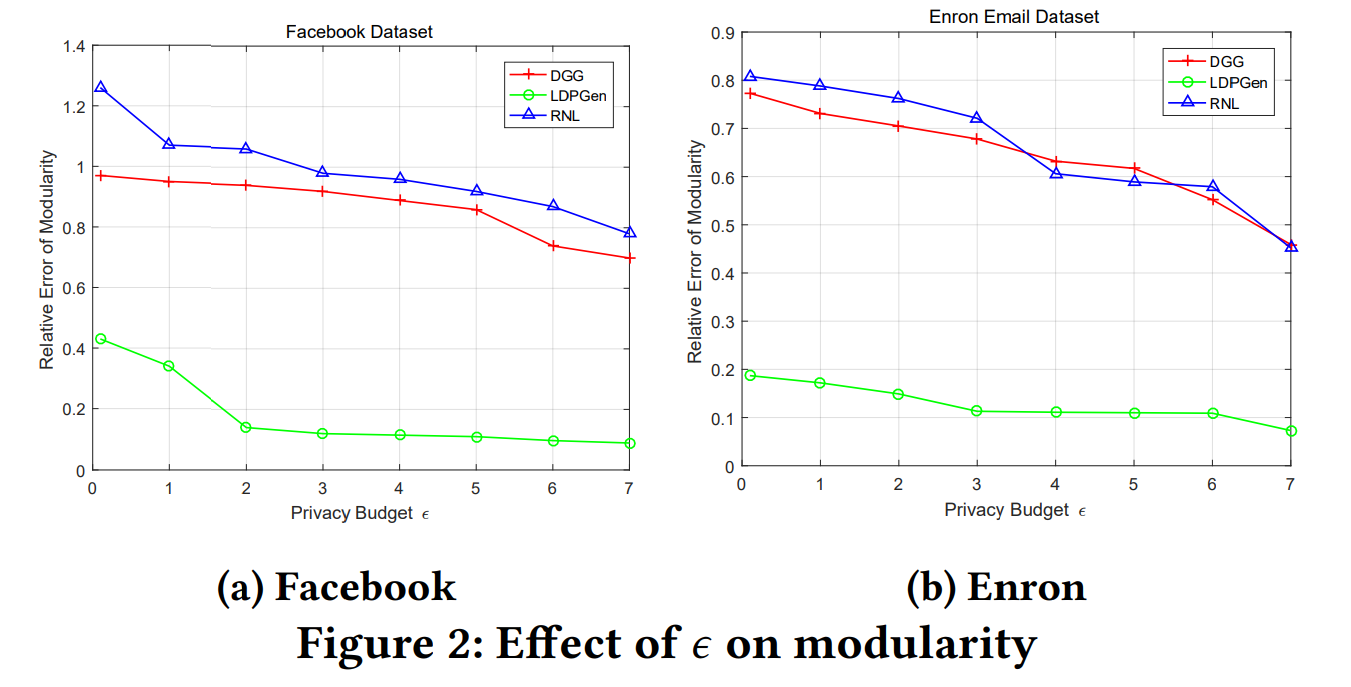 Facebook Dataset
1.4
1.2
1
0.8
0.6
0.4
0.2
0
Relative Error of Modularity
DGG
LDPGen
RNL
0 1 2 3 4 5 6 7
Privacy Budget ϵ
(a) Facebook
Enron Email Dataset
0.9
0.8
0.7
0.6
0.5
0.4
0.3
0.2
0.1
0
Relative Error of Modularity
DGG
LDPGen
RNL
0 1 2 3 4 5 6 7
Privacy Budget ϵ
(b) Enron
Figure 2: Effect of ϵ on modularity